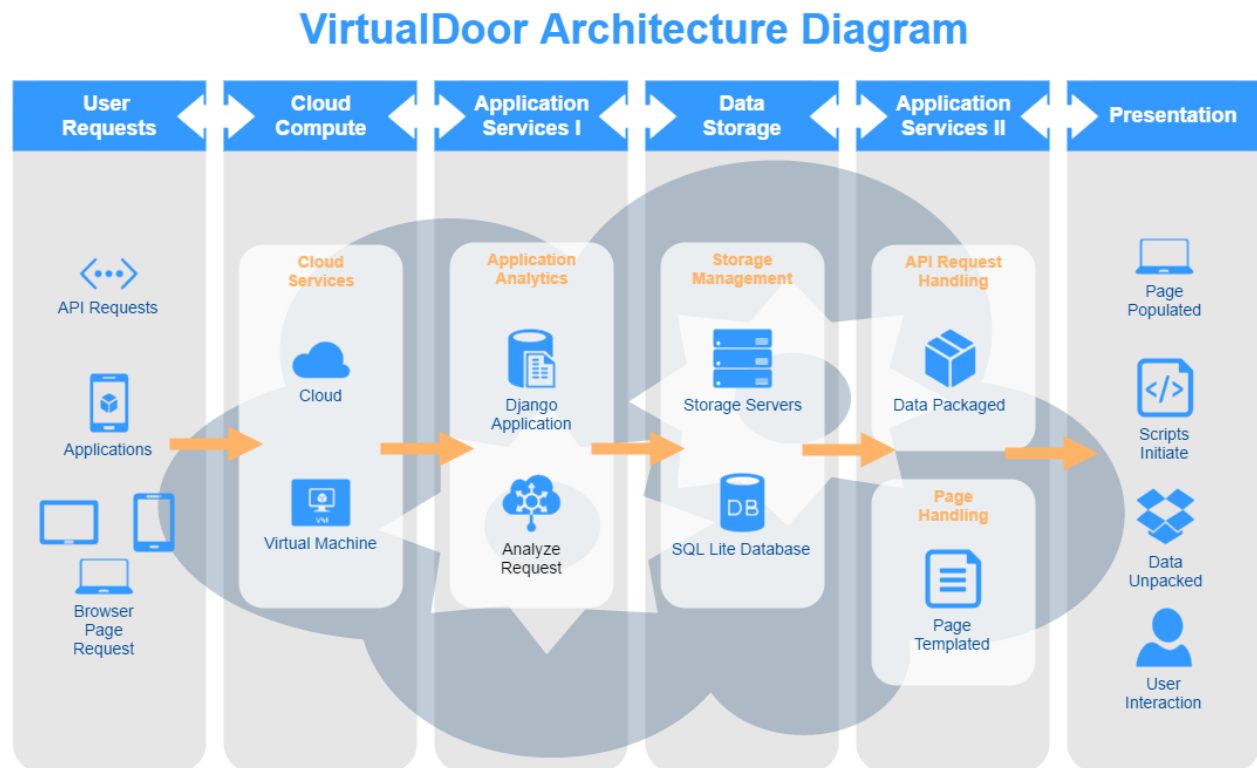 VirtualDoor Architecture Diagram
User
Requests
Cloud
Compute
Application
Services I
Data
Storage
Application
Services II
Presentation
API Requests
Applications
Browser
Page
Request
Cloud
Services
Cloud
VM
Virtual Machine
Application
Analytics
Django
Application
Analyze
Request
Storage
Management
Storage Servers
DB
SQL Lite Database
API Request
Handling
Data Packaged
Page
Handling
Page
Templated
Page
Populated
</>
Scripts
Initiate
Data
Unpacked
User
Interaction